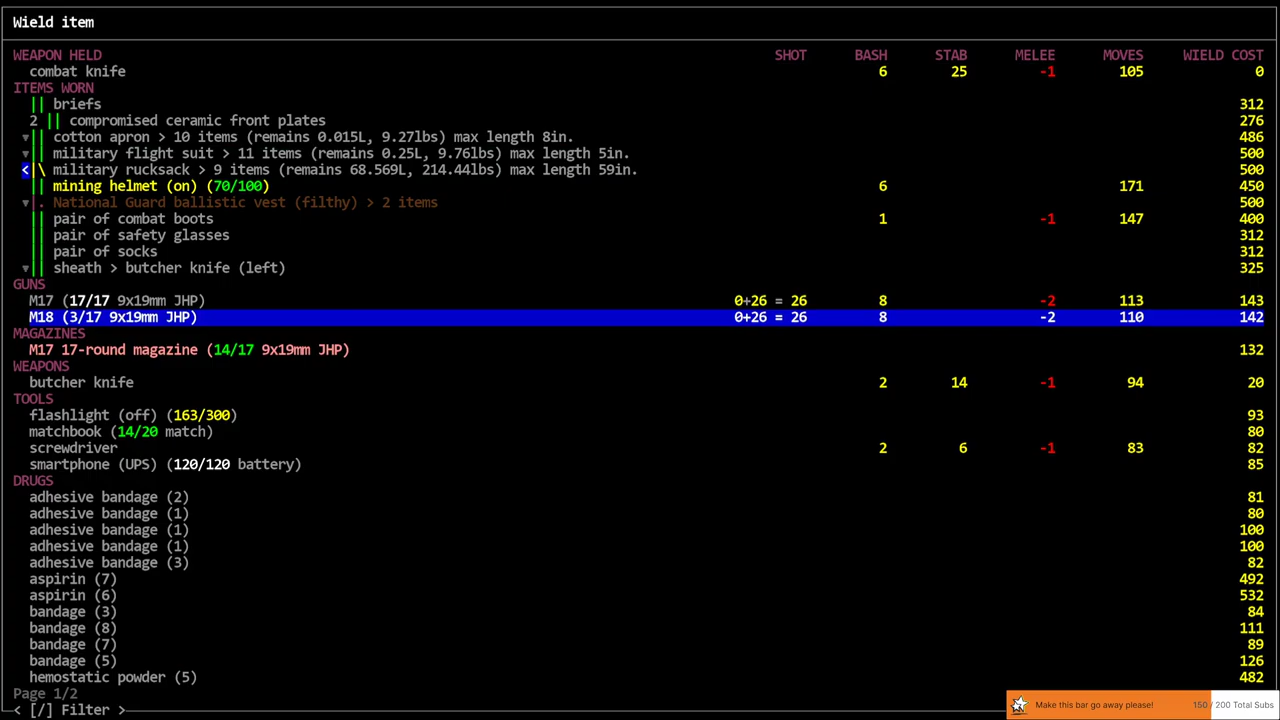 Wield item
WEAPON HELD SHOT BASH STAB MELEE MOVES WIELD COST
combat knife 6 25 -1 105 0
ITEMS WORN
|| briefs 312
2 || compromised ceramic front plates 276
▼|| cotton apron > 10 items (remains 0.015L, 9.27lbs) max length 8in. 486
▼|| military flight suit > 11 items (remains 0.25L, 9.76lbs) max length 5in. 500
<|\ military rucksack > 9 items (remains 68.569L, 214.44lbs) max length 59in. 500
|| mining helmet (on) (70/100) 6 171 450
▼|. National Guard ballistic vest (filthy) > 2 items 500
|| pair of combat boots 1 -1 147 400
|| pair of safety glasses 312
|| pair of socks 312
▼|| sheath > butcher knife (left) 325
GUNS
M17 (17/17 9x19mm JHP) 0+26 = 26 8 -2 113 143
M18 (3/17 9x19mm JHP) 0+26 = 26 8 -2 110 142
MAGAZINES
M17 17-round magazine (14/17 9x19mm JHP) 132
WEAPONS
butcher knife 2 14 -1 94 20
TOOLS
flashlight (off) (163/300) 93
matchbook (14/20 match) 80
screwdriver 2 6 -1 83 82
smartphone (UPS) (120/120 battery) 85
DRUGS
adhesive bandage (2) 81
adhesive bandage (1) 80
adhesive bandage (1) 100
adhesive bandage (1) 100
adhesive bandage (3) 82
aspirin (7) 492
aspirin (6) 532
bandage (3) 84
bandage (8) 111
bandage (7) 89
bandage (5) 126
hemostatic powder (5) 482
Page 1/2
< [/] Filter >
Make this bar go away please! 150 / 200 Total Subs